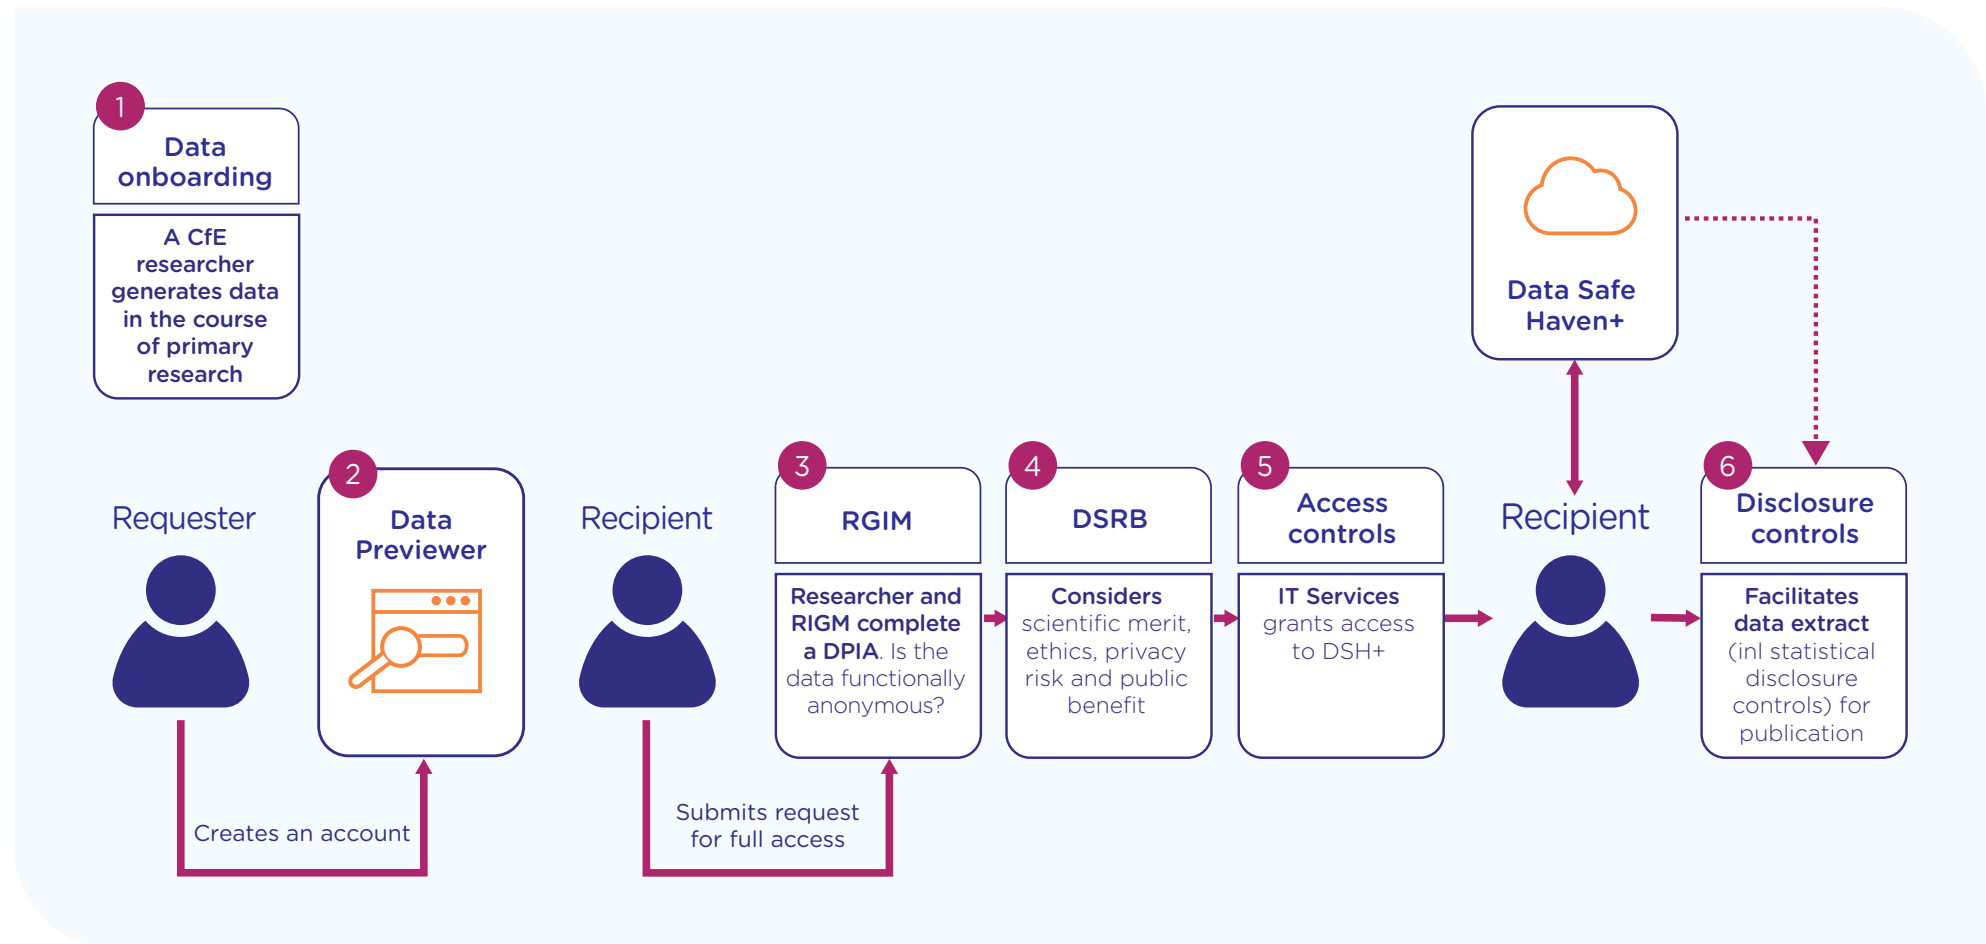 1
Data
onboarding
A CfE
researcher
generates data
in the course
of primary
research
Requester
2
Data
Previewer
Creates an account
Recipient
Submits request
for full access
3
RGIM
Researcher and
RIGM complete
a DPIA. Is the
data functionally
anonymous?
4
DSRB
Considers
scientific merit,
ethics, privacy
risk and public
benefit
5
Access
controls
IT Services
grants access
to DSH+
Data Safe
Haven+
Recipient
6
Disclosure
controls
Facilitates
data extract
(inl statistical
disclosure
controls) for
publication